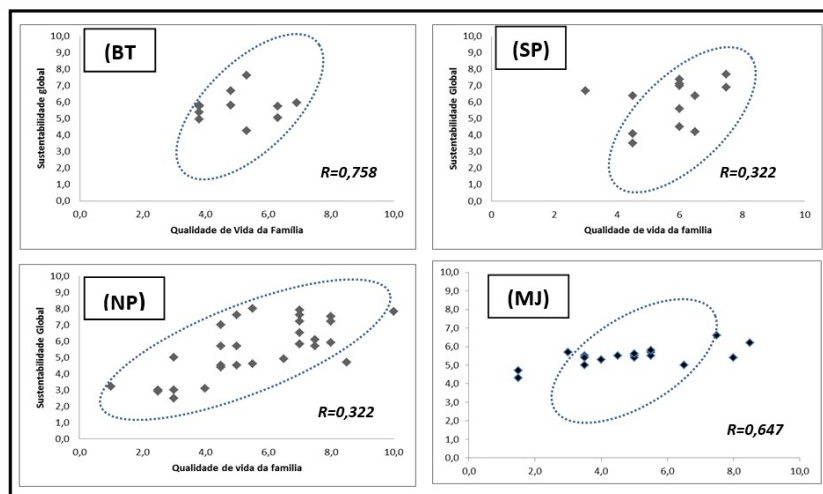 (BT
Sustentabilidade global
10,0
9,0
8,0
7,0
6,0
5,0
4,0
3,0
2,0
1,0
0,0
R=0,758
0,0 2,0 4,0 6,0 8,0 10,0
Qualidade de Vida da Família
(SP)
Sustentabilidade Global
10,0
9,0
8,0
7,0
6,0
5,0
4,0
3,0
2,0
1,0
0,0
R=0,322
0 2 4 6 8 10
Qualidade de vida da família
(NP)
Sustentabilidade Global
10,0
9,0
8,0
7,0
6,0
5,0
4,0
3,0
2,0
1,0
0,0
R=0,322
0,0 2,0 4,0 6,0 8,0 10,0
Qualidade de vida da família
(MJ)
10,0
9,0
8,0
7,0
6,0
5,0
4,0
3,0
2,0
1,0
0,0
R=0,647
0,0 2,0 4,0 6,0 8,0 10,0